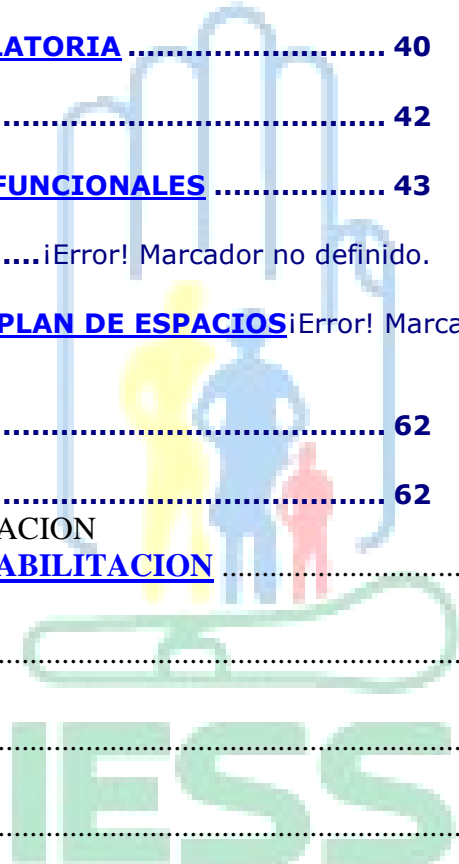 LATORIA .......................... 40
....................................... 42
FUNCIONALES ................. 43
....¡Error! Marcador no definido.
PLAN DE ESPACIOS¡Error! Marca
....................................... 62
....................................... 62
ACION
ABILITACION ..............................
..........................................................
..........................................................
IESS
..........................................................